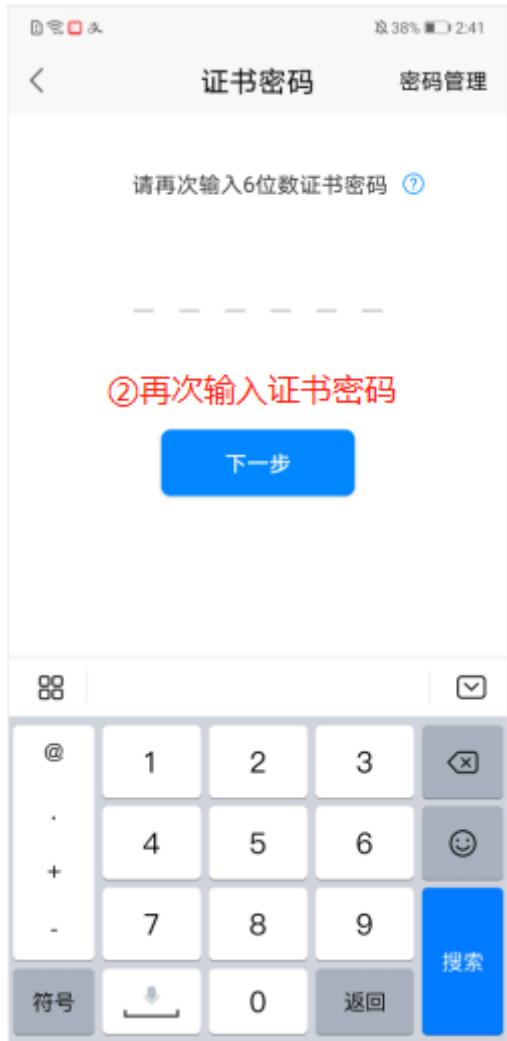 38% 2:41
证书密码 密码管理
请再次输入6位数证书密码 ?
②再次输入证书密码
下一步
@ 1 2 3
.
4 5 6
+
- 7 8 9
搜索
符号 0 返回